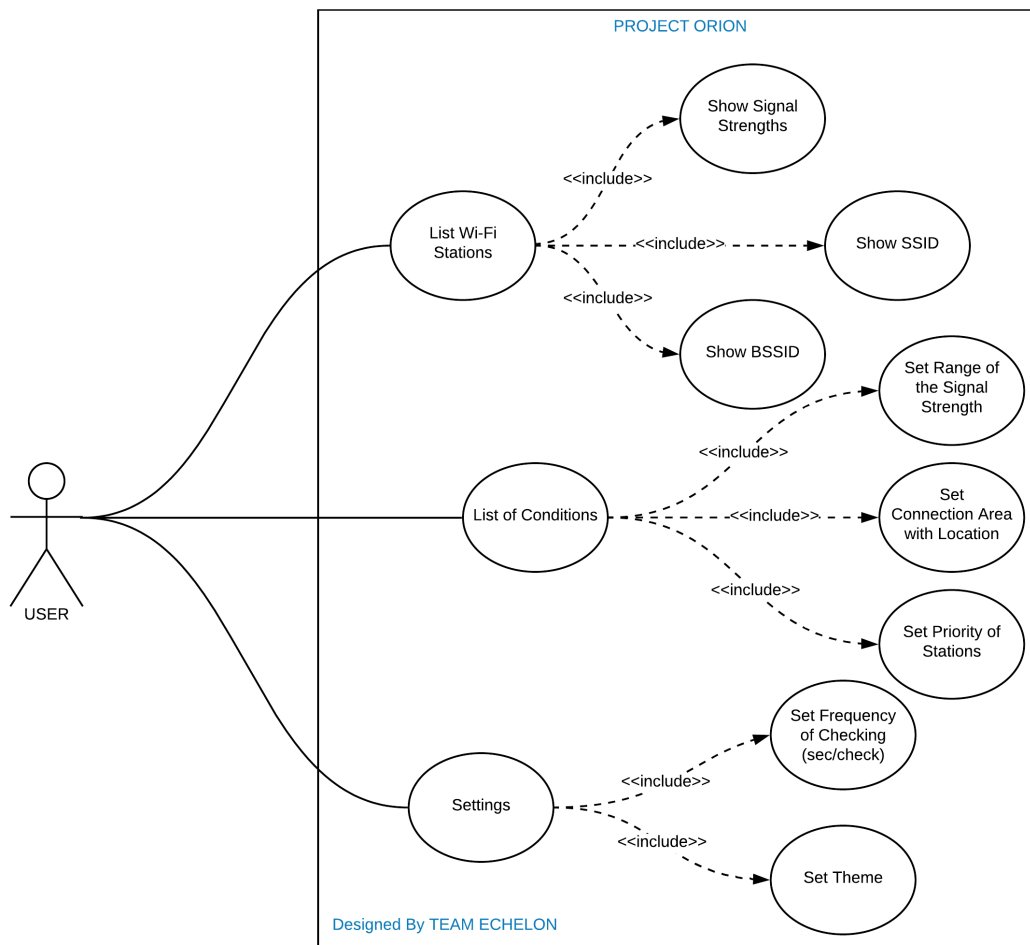 PROJECT ORION
Show Signal
Strengths
<<include>>
List Wi-Fi
Stations
<<include>>
Show SSID
<<include>>
Show BSSID
Set Range of
the Signal
Strength
<<include>>
List of Conditions
<<include>>
Set
Connection Area
with Location
<<include>>
Set Priority of
Stations
USER
Set Frequency
of Checking
(sec/check)
<<include>>
Settings
<<include>>
Set Theme
Designed By TEAM ECHELON